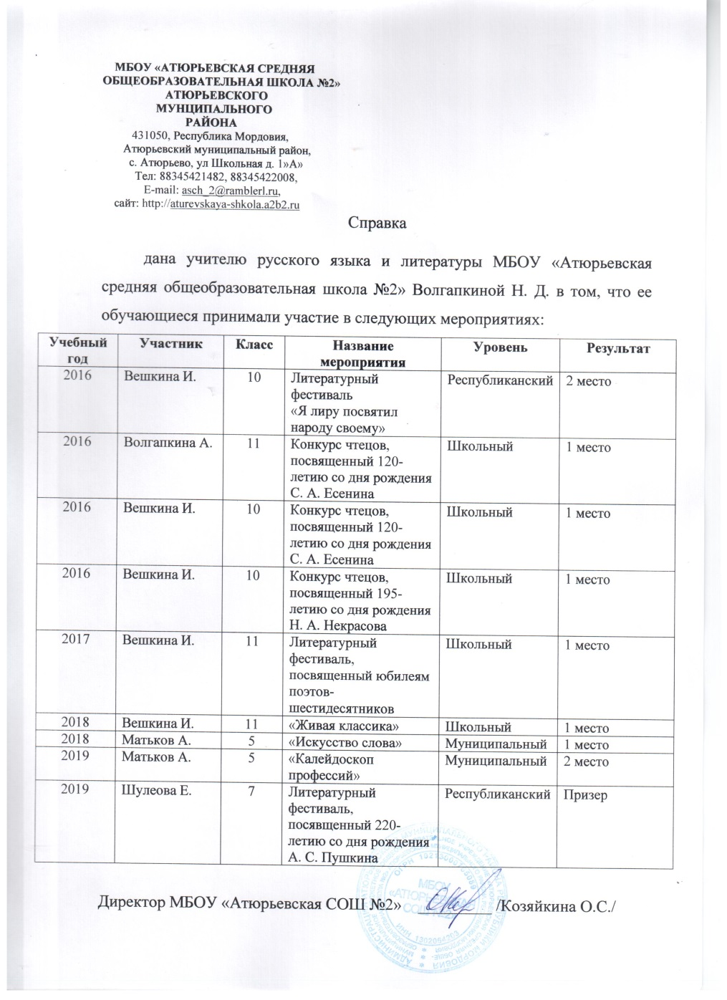 МБОУ «АТЮРЬЕВСКАЯ СРЕДНЯЯ
ОБЩЕОБРАЗОВАТЕЛЬНАЯ ШКОЛА №2»
АТЮРЬЕВСКОГО
МУНЦИПАЛЬНОГО
РАЙОНА
431050, Республика Мордовия,
Атюрьевский муниципальный район,
с. Атюрьево, ул Школьная д. 1»А»
Тел: 88345421482, 88345422008,
E-mail: asch_2@ramblerl.ru,
сайт: http://aturevskaya-shkola.a2b2.ru
Справка
дана учителю русского языка и литературы МБОУ «Атюрьевская
средняя общеобразовательная школа №2» Волгапкиной Н. Д. в том, что ее
обучающиеся принимали участие в следующих мероприятиях:
Учебный год Участник Класс Название мероприятия Уровень Результат
2016 Вешкина И. 10 Литературный Республиканский 2 место
фестиваль
«Я лиру посвятил
народу своему»
2016 Волгапкина А. 11 Конкурс чтецов, Школьный 1 место
посвященный 120-
летию со дня рождения
С. А. Есенина
2016 Вешкина И. 10 Конкурс чтецов, Школьный 1 место
посвященный 120-
летию со дня рождения
С. А. Есенина
2016 Вешкина И. 10 Конкурс чтецов, Школьный 1 место
посвященный 195-
летию со дня рождения
Н. А. Некрасова
2017 Вешкина И. 11 Литературный Школьный 1 место
фестиваль,
посвященный юбилеям
поэтов-
шестидесятников
2018 Вешкина И. 11 «Живая классика» Школьный 1 место
2018 Матьков А. 5 «Искусство слова» Муниципальный 1 место
2019 Матьков А. 5 «Калейдоскоп Муниципальный 2 место
профессий»
2019 Шулеова Е. 7 Литературный Республиканский Призер
фестиваль,
посявщенный 220-
летию со дня рождения
А. С. Пушкина
Директор МБОУ «Атюрьевская СОШ №2» /Козяйкина О.С./
МБОУ
ИНН 1302064203